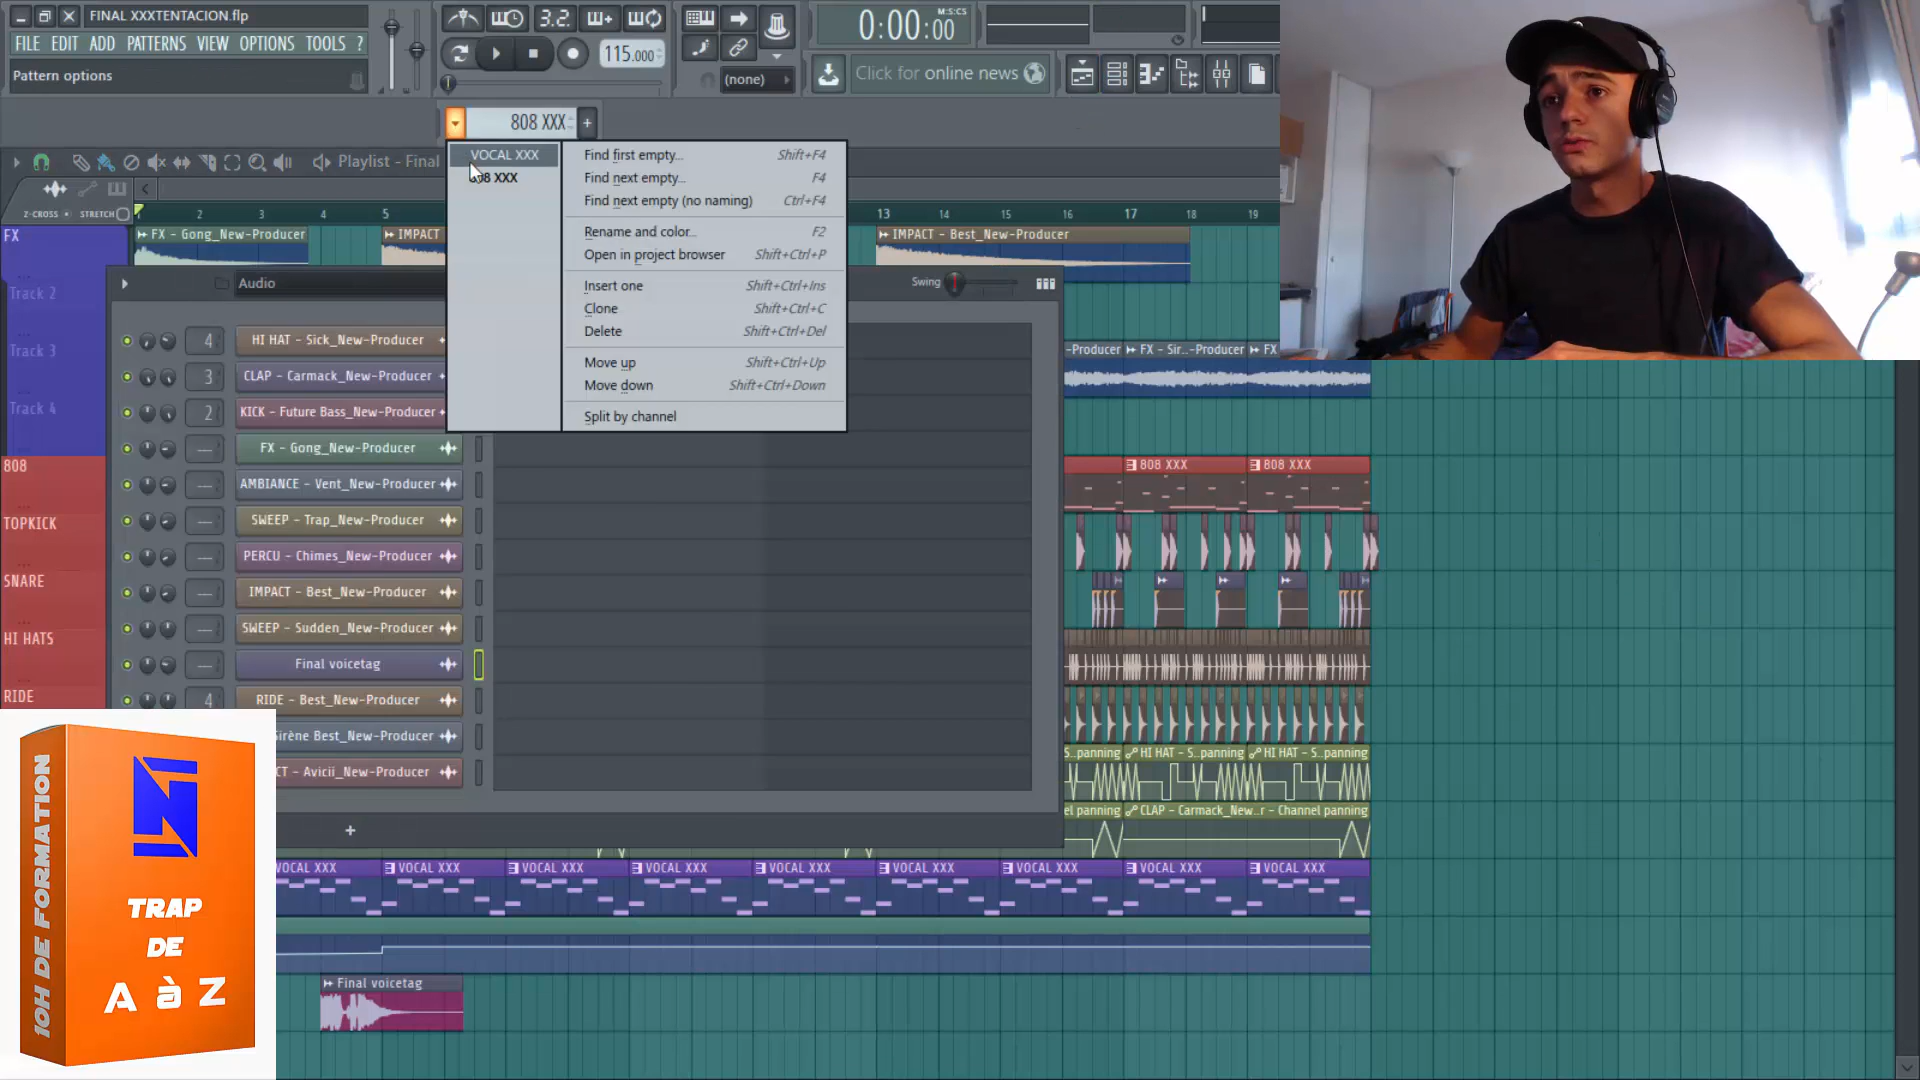 FINAL XXXTENTACION.flp
FILE EDIT ADD PATTERNS VIEW OPTIONS TOOLS ?
Pattern options
3.2.
115.000
(none)
0:00:00
M:S:CS
Click for online news
808 XXX
+
Playlist - Final
Z-CROSS STRETCH
1 2 3 4 5 13 14 15 16 17 18 19
VOCAL XXX
808 XXX
Find first empty... Shift+F4
Find next empty... F4
Find next empty (no naming) Ctrl+F4
Rename and color... F2
Open in project browser Shift+Ctrl+P
Insert one Shift+Ctrl+Ins
Clone Shift+Ctrl+C
Delete Shift+Ctrl+Del
Move up Shift+Ctrl+Up
Move down Shift+Ctrl+Down
Split by channel
FX
Track 2
Track 3
Track 4
808
TOPKICK
SNARE
HI HATS
RIDE
FX - Gong_New-Producer
IMPACT
IMPACT - Best_New-Producer
Audio
Swing
4 HI HAT - Sick_New-Producer
3 CLAP - Carmack_New-Producer
2 KICK - Future Bass_New-Producer
--- FX - Gong_New-Producer
--- AMBIANCE - Vent_New-Producer
--- SWEEP - Trap_New-Producer
--- PERCU - Chimes_New-Producer
--- IMPACT - Best_New-Producer
--- SWEEP - Sudden_New-Producer
--- Final voicetag
4 RIDE - Best_New-Producer
Sirène Best_New-Producer
CT - Avicii_New-Producer
+
-Producer FX - Sir..-Producer FX
808 XXX 808 XXX
S..panning HI HAT - S..panning HI HAT - S..panning
el panning CLAP - Carmack_New..r - Channel panning
VOCAL XXX VOCAL XXX VOCAL XXX VOCAL XXX VOCAL XXX VOCAL XXX VOCAL XXX VOCAL XXX VOCAL XXX
Final voicetag
10H DE FORMATION
TRAP
DE
A à Z